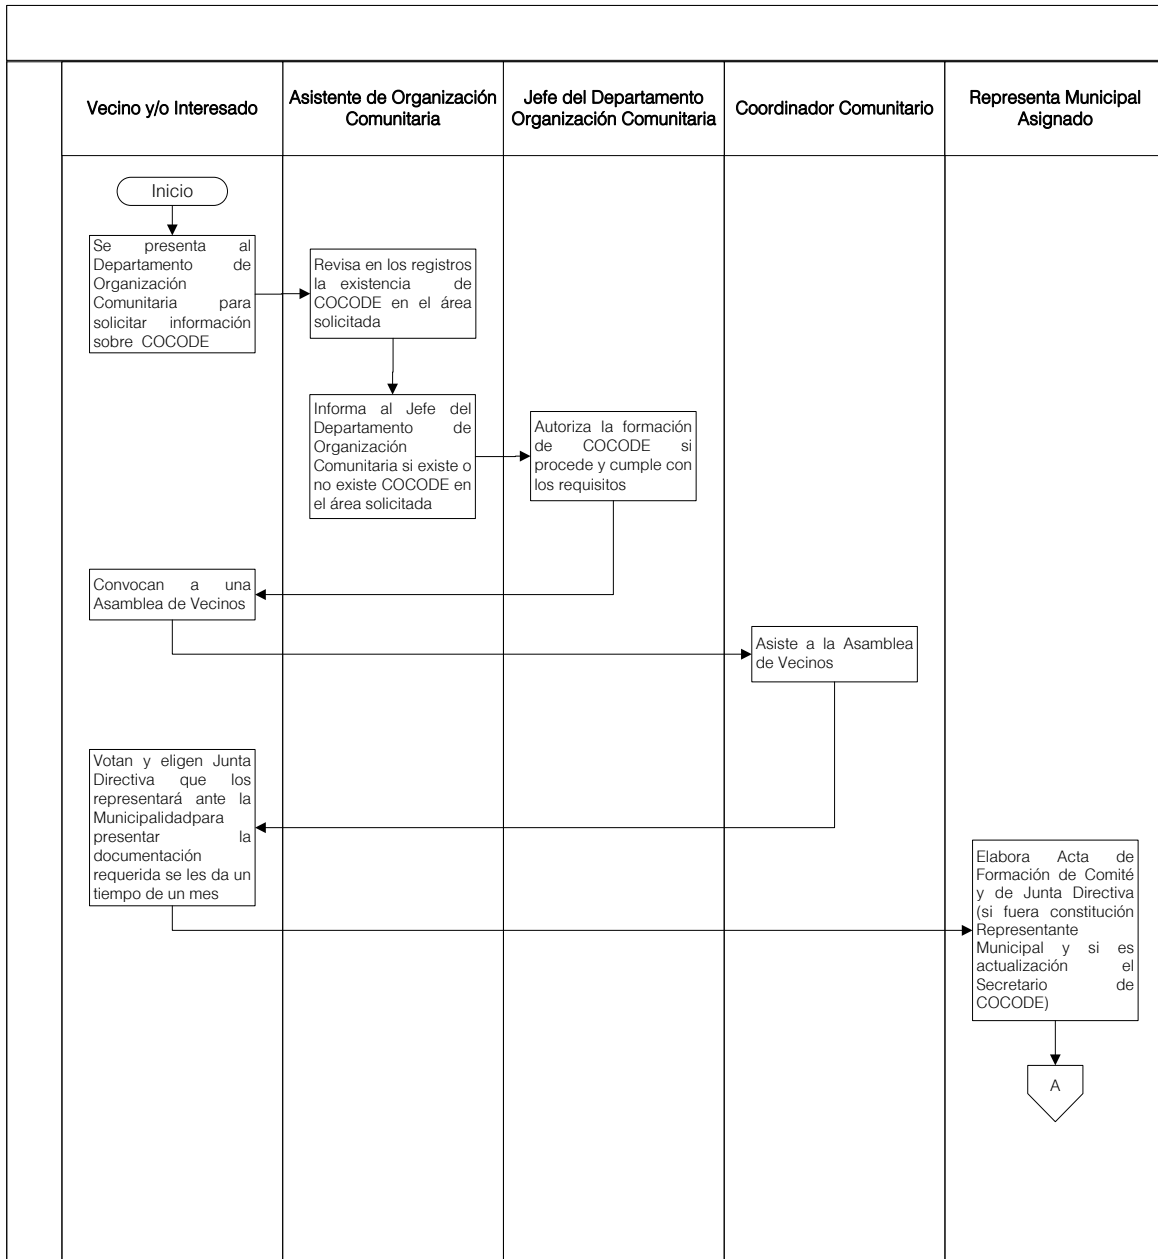 Vecino y/o Interesado
Asistente de Organización
Comunitaria
Jefe del Departamento
Organización Comunitaria
Coordinador Comunitario
Representa Municipal
Asignado
Inicio
Se presenta al
Departamento de
Organización
Comunitaria para
solicitar información
sobre COCODE
Revisa en los registros
la existencia de
COCODE en el área
solicitada
Informa al Jefe del
Departamento de
Organización
Comunitaria si existe o
no existe COCODE en
el área solicitada
Autoriza la formación
de COCODE si
procede y cumple con
los requisitos
Convocan a una
Asamblea de Vecinos
Asiste a la Asamblea
de Vecinos
Votan y eligen Junta
Directiva que los
representará ante la
Municipalidadpara
presentar la
documentación
requerida se les da un
tiempo de un mes
Elabora Acta de
Formación de Comité
y de Junta Directiva
(si fuera constitución
Representante
Municipal y si es
actualización el
Secretario de
COCODE)
A